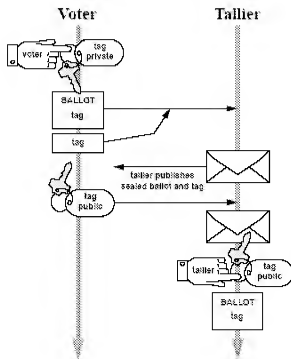 Voter
Tallier
voter
tag
private
BALLOT
tag
tag
tallier publishes
sealed ballot and tag
tag
public
tallier
tag
public
BALLOT
tag